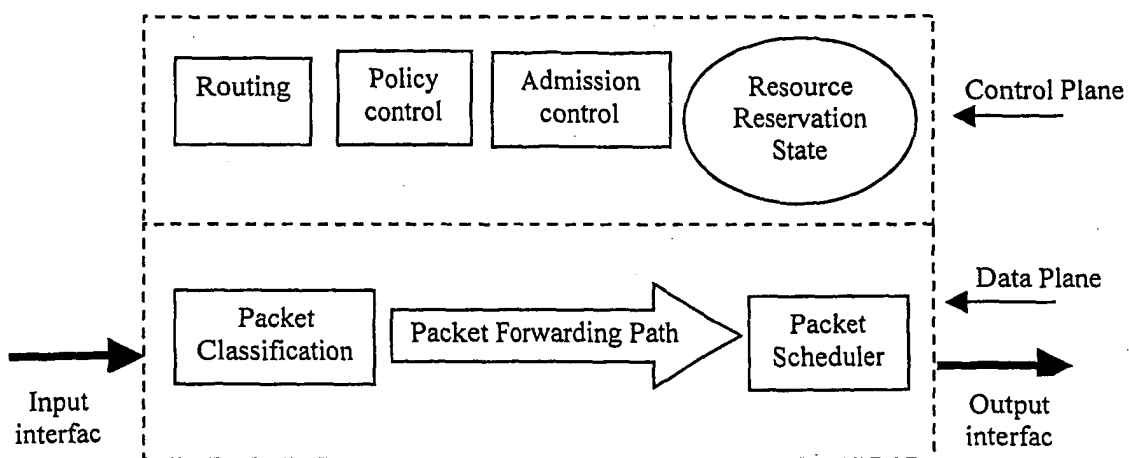 Routing
Policy
control
Admission
control
Resource
Reservation
State
Control Plane
Data Plane
Packet
Classification
Packet Forwarding Path
Packet
Scheduler
Input
interfac
Output
interfac